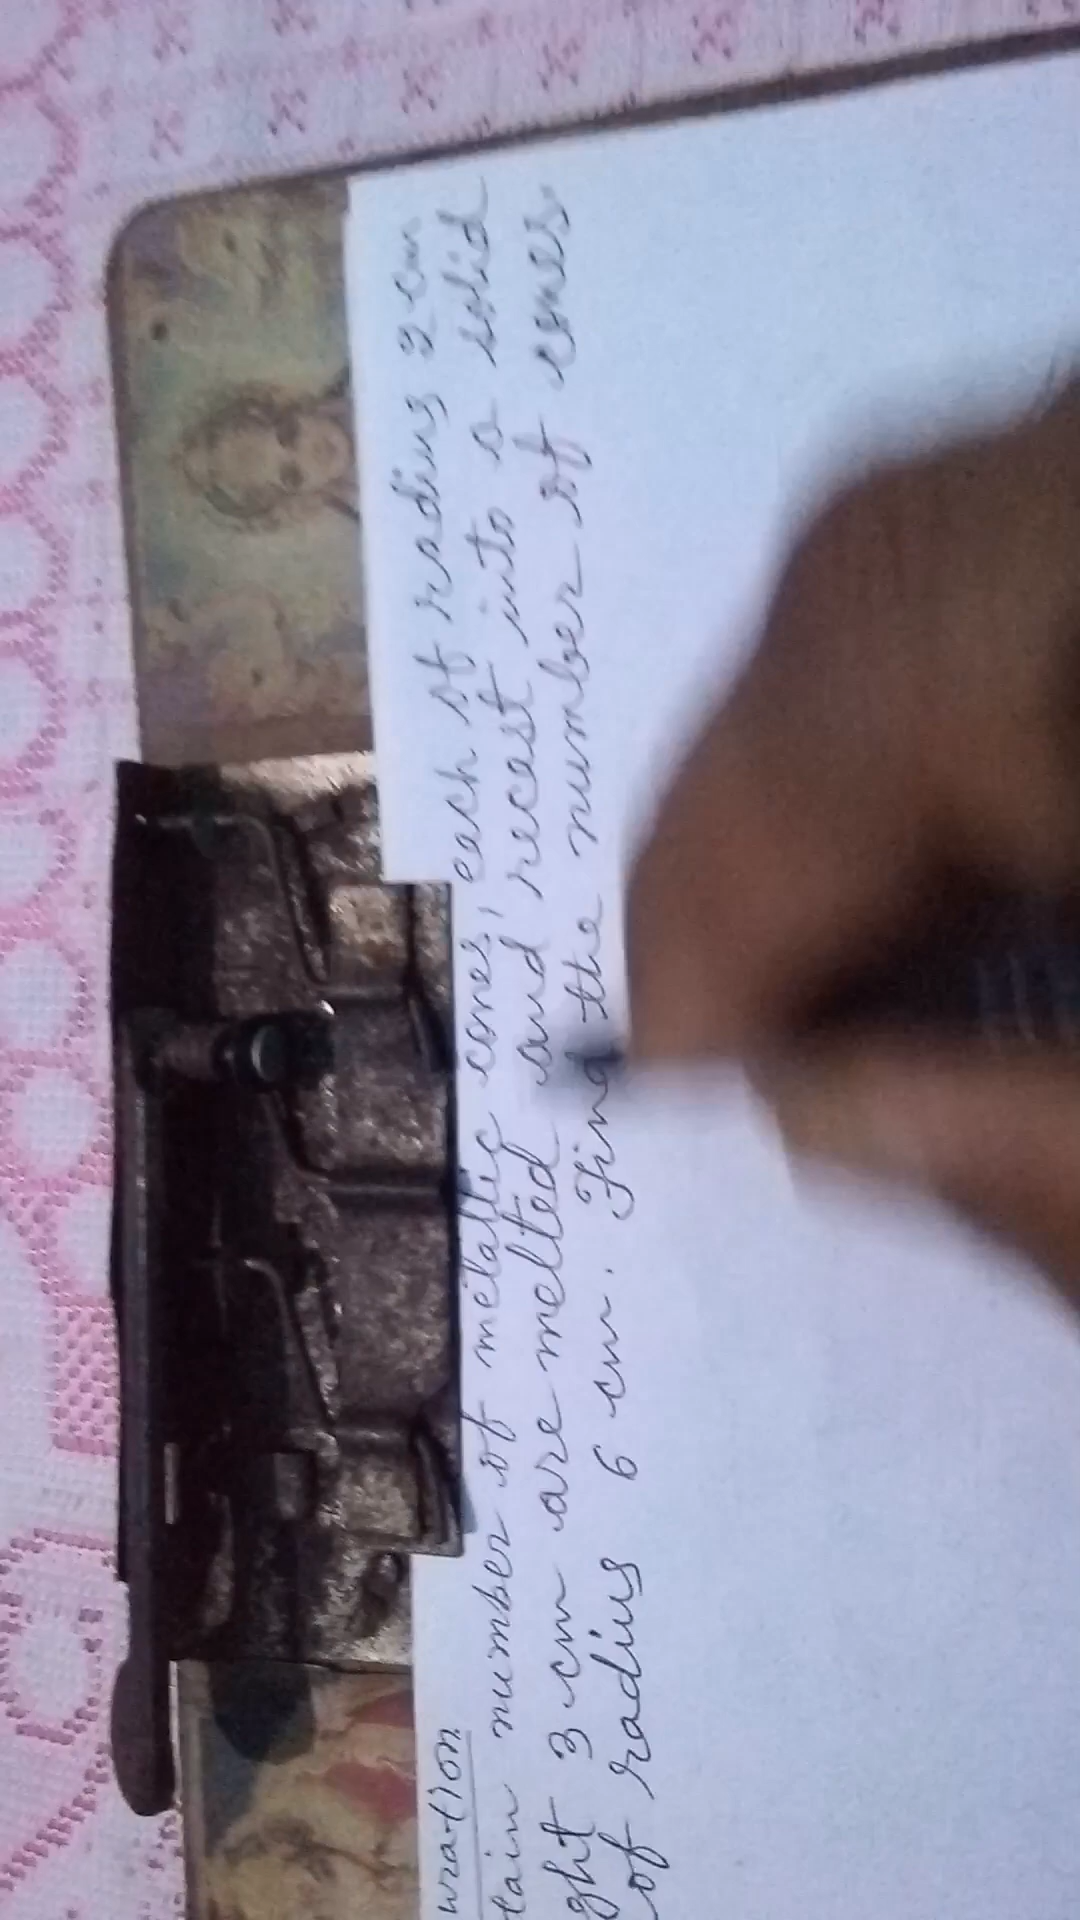 uration
tain number of metallic cones, each of radius 2 cm
ght 3 cm are melted and recast into a solid
of radius 6 cm. Find the number of cones